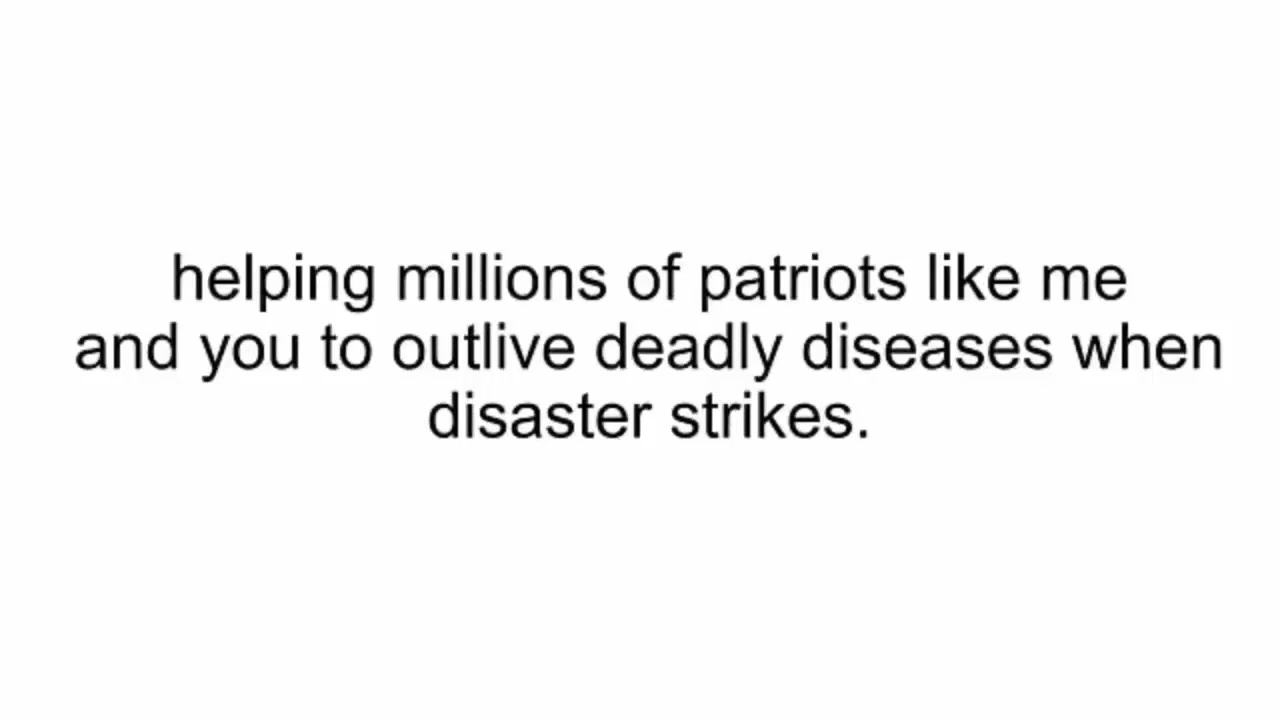 helping millions of patriots like me
and you to outlive deadly diseases when
disaster strikes.